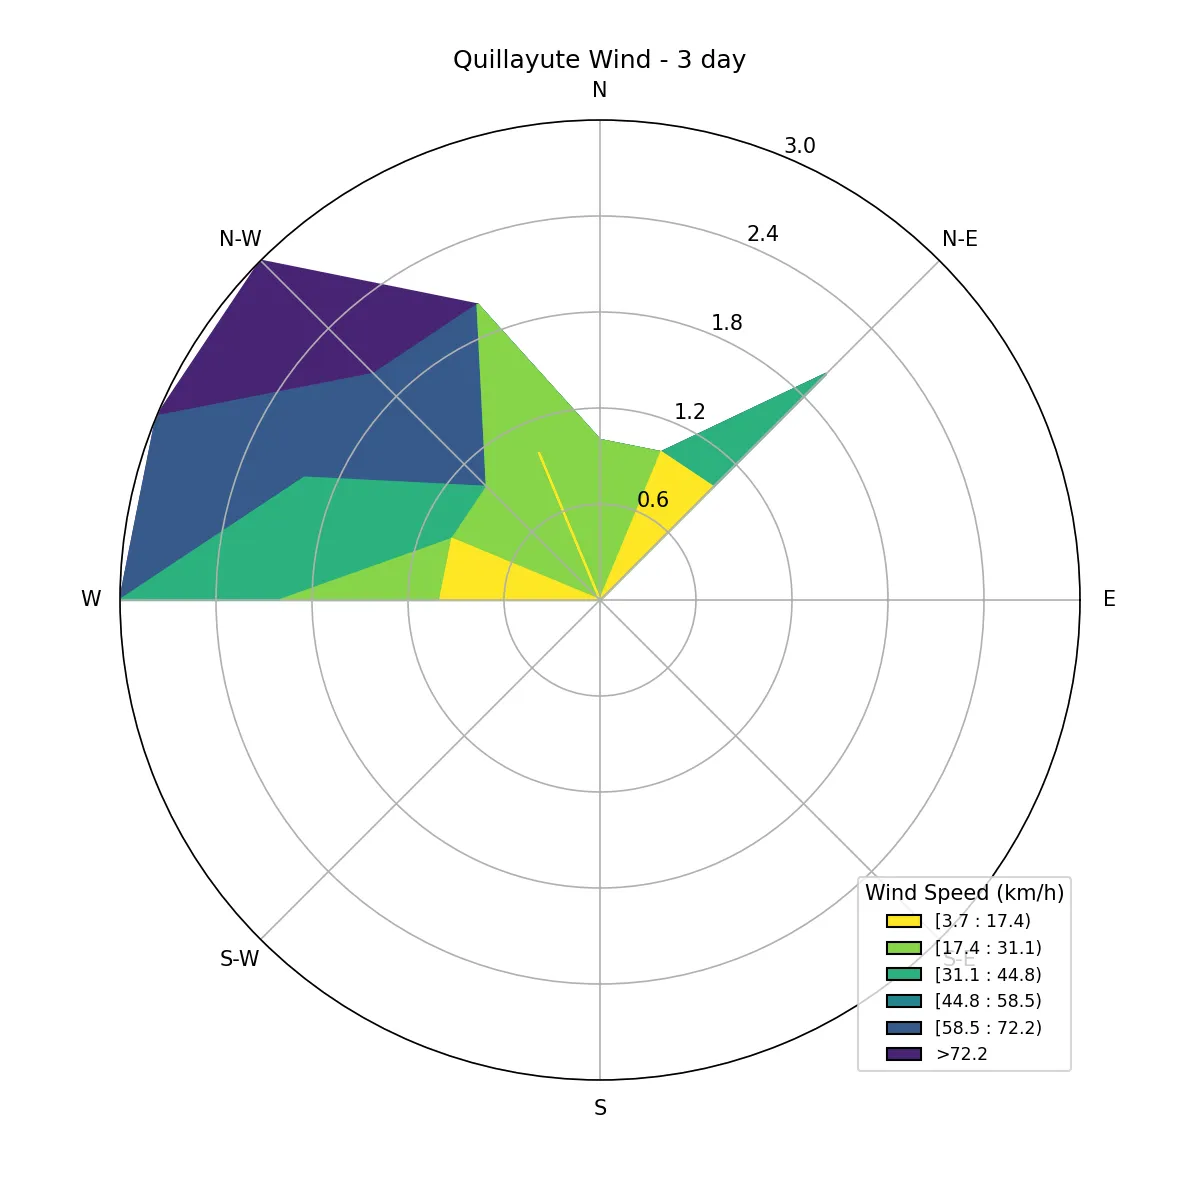 Quillayute Wind - 3 day
N
3.0
N-W
2.4
N-E
1.8
1.2
0.6
W
E
Wind Speed (km/h)
[3.7 : 17.4)
[17.4 : 31.1)
S-W
S-E
[31.1 : 44.8)
[44.8 : 58.5)
[58.5 : 72.2)
>72.2
S